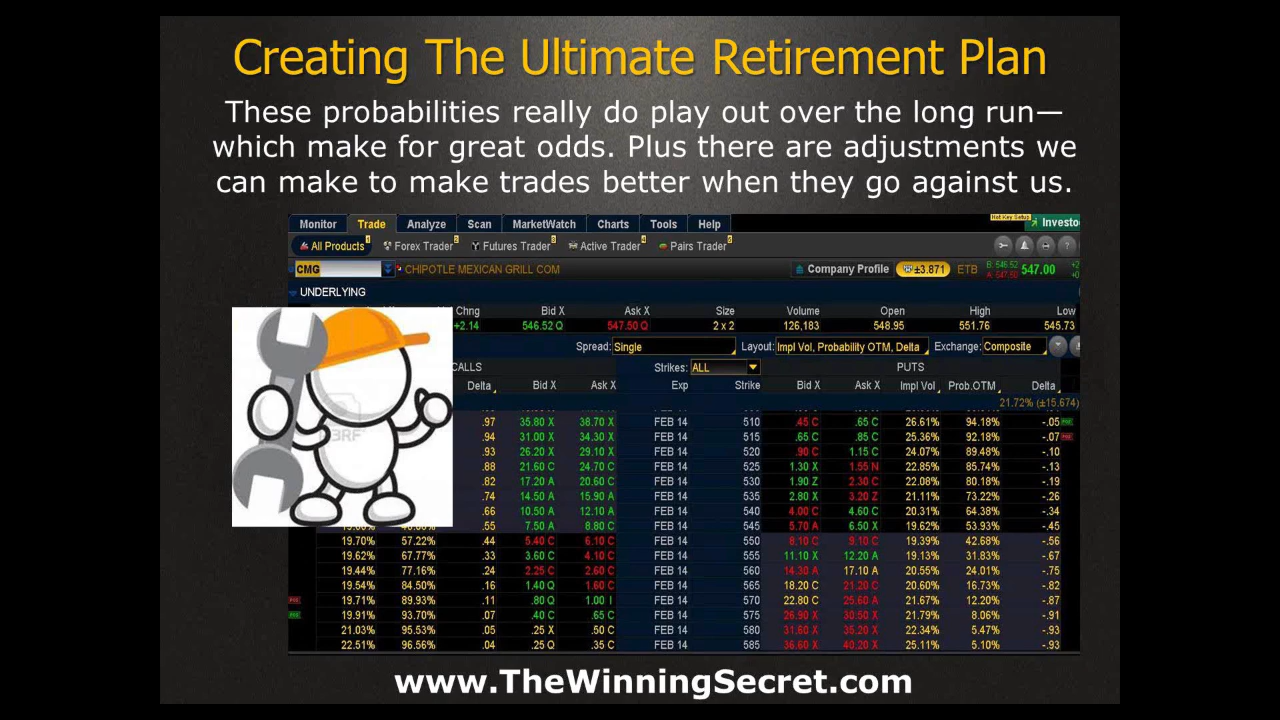 Creating The Ultimate Retirement Plan
These probabilities really do play out over the long run—
which make for great odds. Plus there are adjustments we
can make to make trades better when they go against us.
Monitor Trade Analyze Scan MarketWatch Charts Tools Help
Hot Key Setup
Investo
All Products 1 Forex Trader 2 Futures Trader 3 Active Trader 4 Pairs Trader
CMG CHIPOTLE MEXICAN GRILL COM Company Profile ±3.871 ETB B: 546.52 A: 547.50 547.00 +2 +0
UNDERLYING
Chng Bid X Ask X Size Volume Open High Low
+2.14 546.52 Q 547.50 Q 2 x 2 126,183 548.95 551.76 545.73
Spread: Single Layout: Impl Vol, Probability OTM, Delta Exchange: Composite
CALLS Strikes: ALL PUTS
Delta Bid X Ask X Exp Strike Bid X Ask X Impl Vol Prob.OTM Delta
21.72% (±15.674)
.97 35.80 X 38.70 X FEB 14 510 .45 C .65 C 26.61% 94.18% -.05
.94 31.00 X 34.30 X FEB 14 515 .65 C .85 C 25.36% 92.18% -.07
.93 26.20 X 29.10 X FEB 14 520 .90 C 1.15 C 24.07% 89.48% -.10
.88 21.60 C 24.70 C FEB 14 525 1.30 X 1.55 N 22.85% 85.74% -.13
.82 17.20 A 20.60 C FEB 14 530 1.90 Z 2.30 C 22.08% 80.18% -.19
.74 14.50 A 15.90 A FEB 14 535 2.80 X 3.20 Z 21.11% 73.22% -.26
.66 10.50 A 12.10 A FEB 14 540 4.00 C 4.60 C 20.31% 64.38% -.34
.55 7.50 A 8.80 C FEB 14 545 5.70 A 6.50 X 19.62% 53.93% -.45
19.70% 57.22% .44 5.40 C 6.10 C FEB 14 550 8.10 C 9.10 C 19.39% 42.68% -.56
19.62% 67.77% .33 3.60 C 4.10 C FEB 14 555 11.10 X 12.20 A 19.13% 31.83% -.67
19.44% 77.16% .24 2.25 C 2.60 C FEB 14 560 14.30 A 17.10 A 20.55% 24.01% -.75
19.54% 84.50% .16 1.40 Q 1.60 C FEB 14 565 18.20 C 21.20 C 20.60% 16.73% -.82
19.71% 89.93% .11 .80 Q 1.00 I FEB 14 570 22.80 C 25.60 A 21.67% 12.20% -.87
19.91% 93.70% .07 .40 C .65 C FEB 14 575 26.90 X 30.50 X 21.79% 8.06% -.91
21.03% 95.53% .05 .25 X .50 C FEB 14 580 31.60 X 35.20 X 22.34% 5.47% -.93
22.51% 96.56% .04 .25 Q .35 C FEB 14 585 36.60 X 40.20 X 25.11% 5.10% -.93
www.TheWinningSecret.com